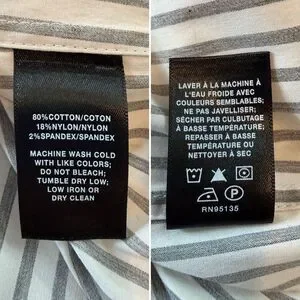 80%COTTON/COTON
18%NYLON/NYLON
2%SPANDEX/SPANDEX
MACHINE WASH COLD
WITH LIKE COLORS;
DO NOT BLEACH;
TUMBLE DRY LOW;
LOW IRON OR
DRY CLEAN
LAVER À LA MACHINE À
L'EAU FROIDE AVEC
COULEURS SEMBLABLES;
NE PAS JAVELLISER;
SÉCHER PAR CULBUTAGE
À BASSE TEMPÉRATURE;
REPASSER À BASSE
TEMPÉRATURE OU
NETTOYER À SEC
P
RN95135